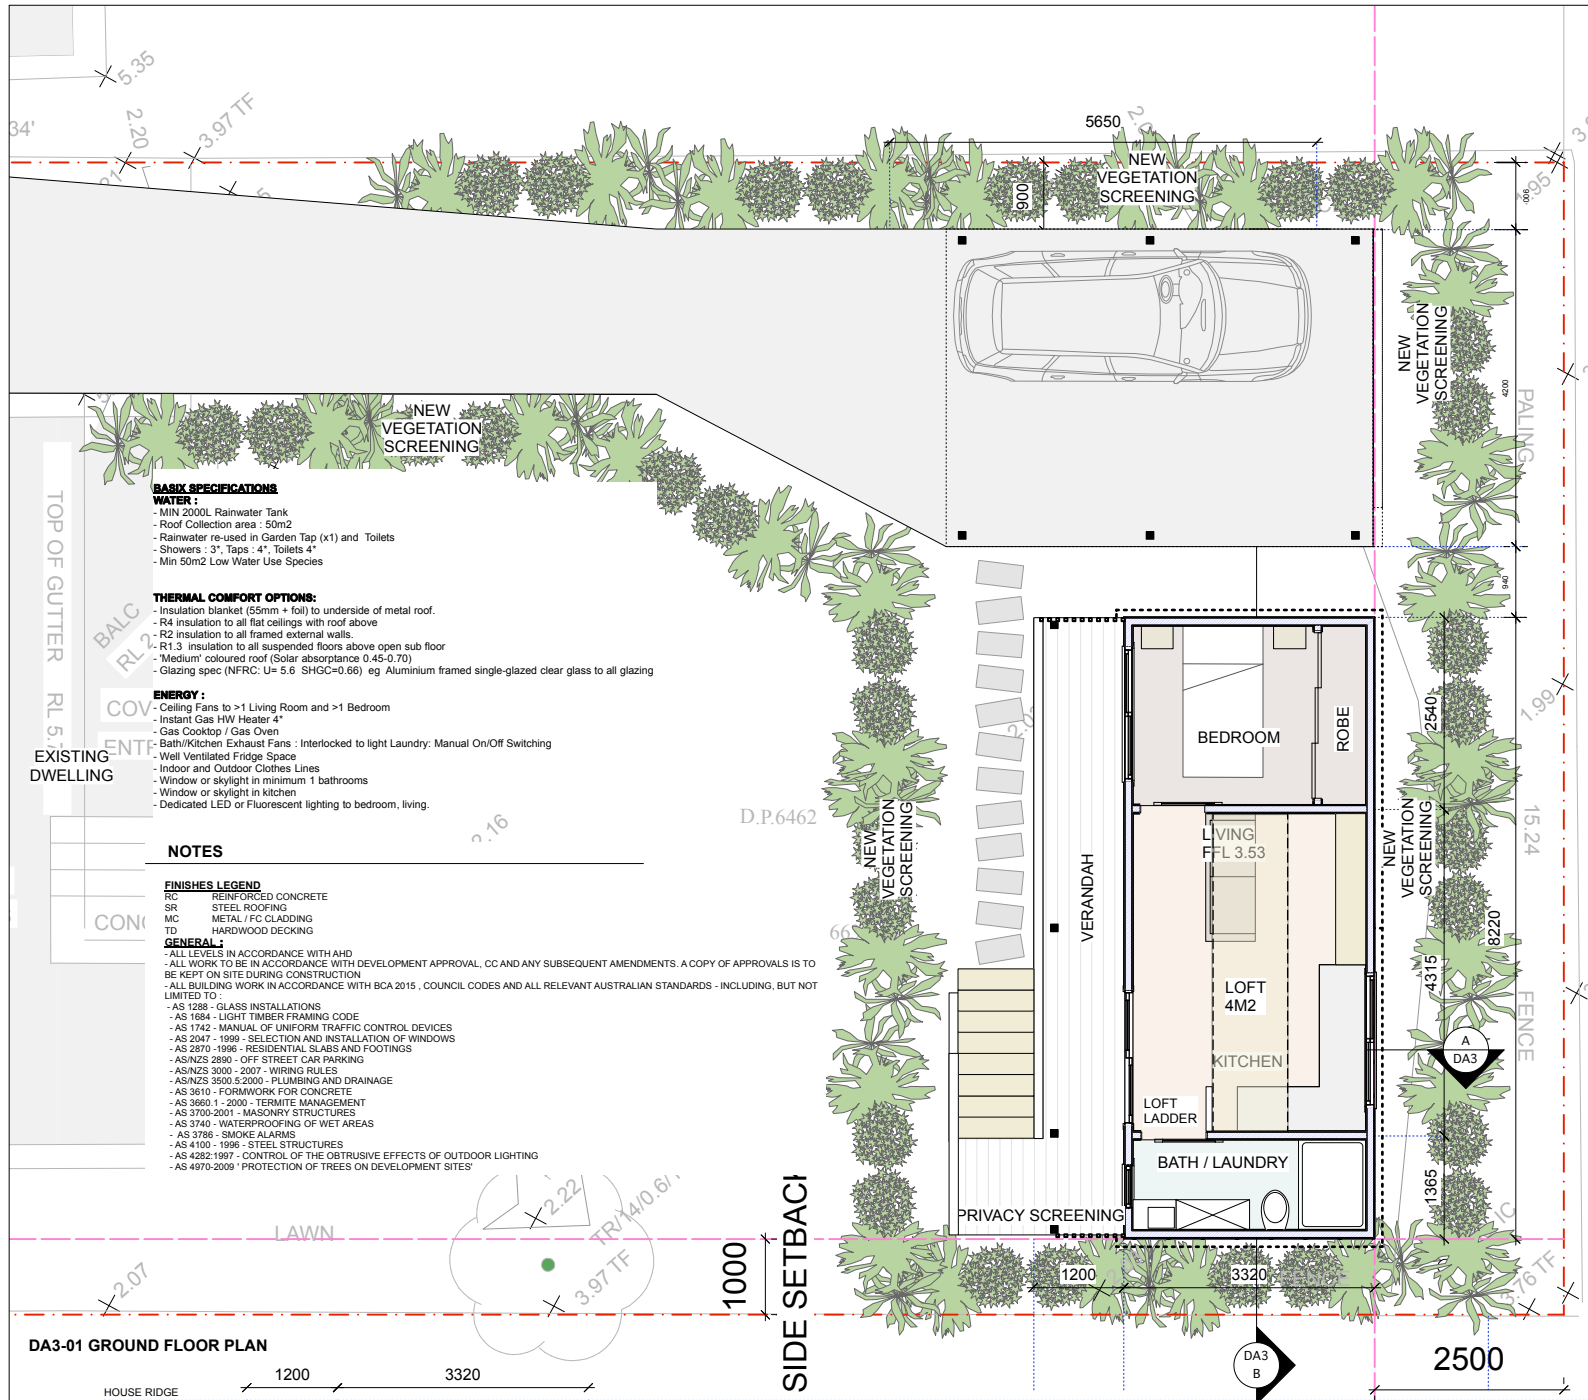 5.35
2.20
3.97 TF
34'
5650
NEW
VEGETATION
SCREENING
900
900
1.95
NEW
VEGETATION
SCREENING
4200
PALING
NEW
VEGETATION
SCREENING
BASIX SPECIFICATIONS
WATER :
- MIN 2000L Rainwater Tank
- Roof Collection area : 50m2
- Rainwater re-used in Garden Tap (x1) and Toilets
- Showers : 3*, Taps : 4*, Toilets 4*
- Min 50m2 Low Water Use Species
THERMAL COMFORT OPTIONS:
- Insulation blanket (55mm + foil) to underside of metal roof.
- R4 insulation to all flat ceilings with roof above
- R2 insulation to all framed external walls.
- R1.3 insulation to all suspended floors above open sub floor
- 'Medium' coloured roof (Solar absorptance 0.45-0.70)
- Glazing spec (NFRC: U= 5.6 SHGC=0.66) eg Aluminium framed single-glazed clear glass to all glazing
ENERGY :
- Ceiling Fans to >1 Living Room and >1 Bedroom
- Instant Gas HW Heater 4*
- Gas Cooktop / Gas Oven
- Bath//Kitchen Exhaust Fans : Interlocked to light Laundry: Manual On/Off Switching
- Well Ventilated Fridge Space
- Indoor and Outdoor Clothes Lines
- Window or skylight in minimum 1 bathrooms
- Window or skylight in kitchen
- Dedicated LED or Fluorescent lighting to bedroom, living.
TOP OF GUTTER RL 5.7
BALC
RL 2
COV
ENTR
EXISTING
DWELLING
CONC
NOTES
FINISHES LEGEND
RC REINFORCED CONCRETE
SR STEEL ROOFING
MC METAL / FC CLADDING
TD HARDWOOD DECKING
GENERAL :
- ALL LEVELS IN ACCORDANCE WITH AHD
- ALL WORK TO BE IN ACCORDANCE WITH DEVELOPMENT APPROVAL, CC AND ANY SUBSEQUENT AMENDMENTS. A COPY OF APPROVALS IS TO
BE KEPT ON SITE DURING CONSTRUCTION
- ALL BUILDING WORK IN ACCORDANCE WITH BCA 2015 , COUNCIL CODES AND ALL RELEVANT AUSTRALIAN STANDARDS - INCLUDING, BUT NOT
LIMITED TO :
- AS 1288 - GLASS INSTALLATIONS
- AS 1684 - LIGHT TIMBER FRAMING CODE
- AS 1742 - MANUAL OF UNIFORM TRAFFIC CONTROL DEVICES
- AS 2047 - 1999 - SELECTION AND INSTALLATION OF WINDOWS
- AS 2870 -1996 - RESIDENTIAL SLABS AND FOOTINGS
- AS/NZS 2890 - OFF STREET CAR PARKING
- AS/NZS 3000 - 2007 - WIRING RULES
- AS/NZS 3500.5:2000 - PLUMBING AND DRAINAGE
- AS 3610 - FORMWORK FOR CONCRETE
- AS 3660.1 - 2000 - TERMITE MANAGEMENT
- AS 3700-2001 - MASONRY STRUCTURES
- AS 3740 - WATERPROOFING OF WET AREAS
- AS 3786 - SMOKE ALARMS
- AS 4100 - 1996 - STEEL STRUCTURES
- AS 4282:1997 - CONTROL OF THE OBTRUSIVE EFFECTS OF OUTDOOR LIGHTING
- AS 4970-2009 ' PROTECTION OF TREES ON DEVELOPMENT SITES'
2.16
D.P.6462
66
NEW
VEGETATION
SCREENING
VERANDAH
BEDROOM
ROBE
LIVING
FFL 3.53
LOFT
4M2
KITCHEN
LOFT
LADDER
BATH / LAUNDRY
PRIVACY SCREENING
940
2540
4315
1365
8220
NEW
VEGETATION
SCREENING
1.99
15.24
FENCE
A
DA3
LAWN
2.22
TR/14/0.6/
3.97 TF
2.07
1000
SIDE SETBACK
1200
3320
3.76 TF
2500
DA3
B
DA3-01 GROUND FLOOR PLAN
1200
3320
HOUSE RIDGE